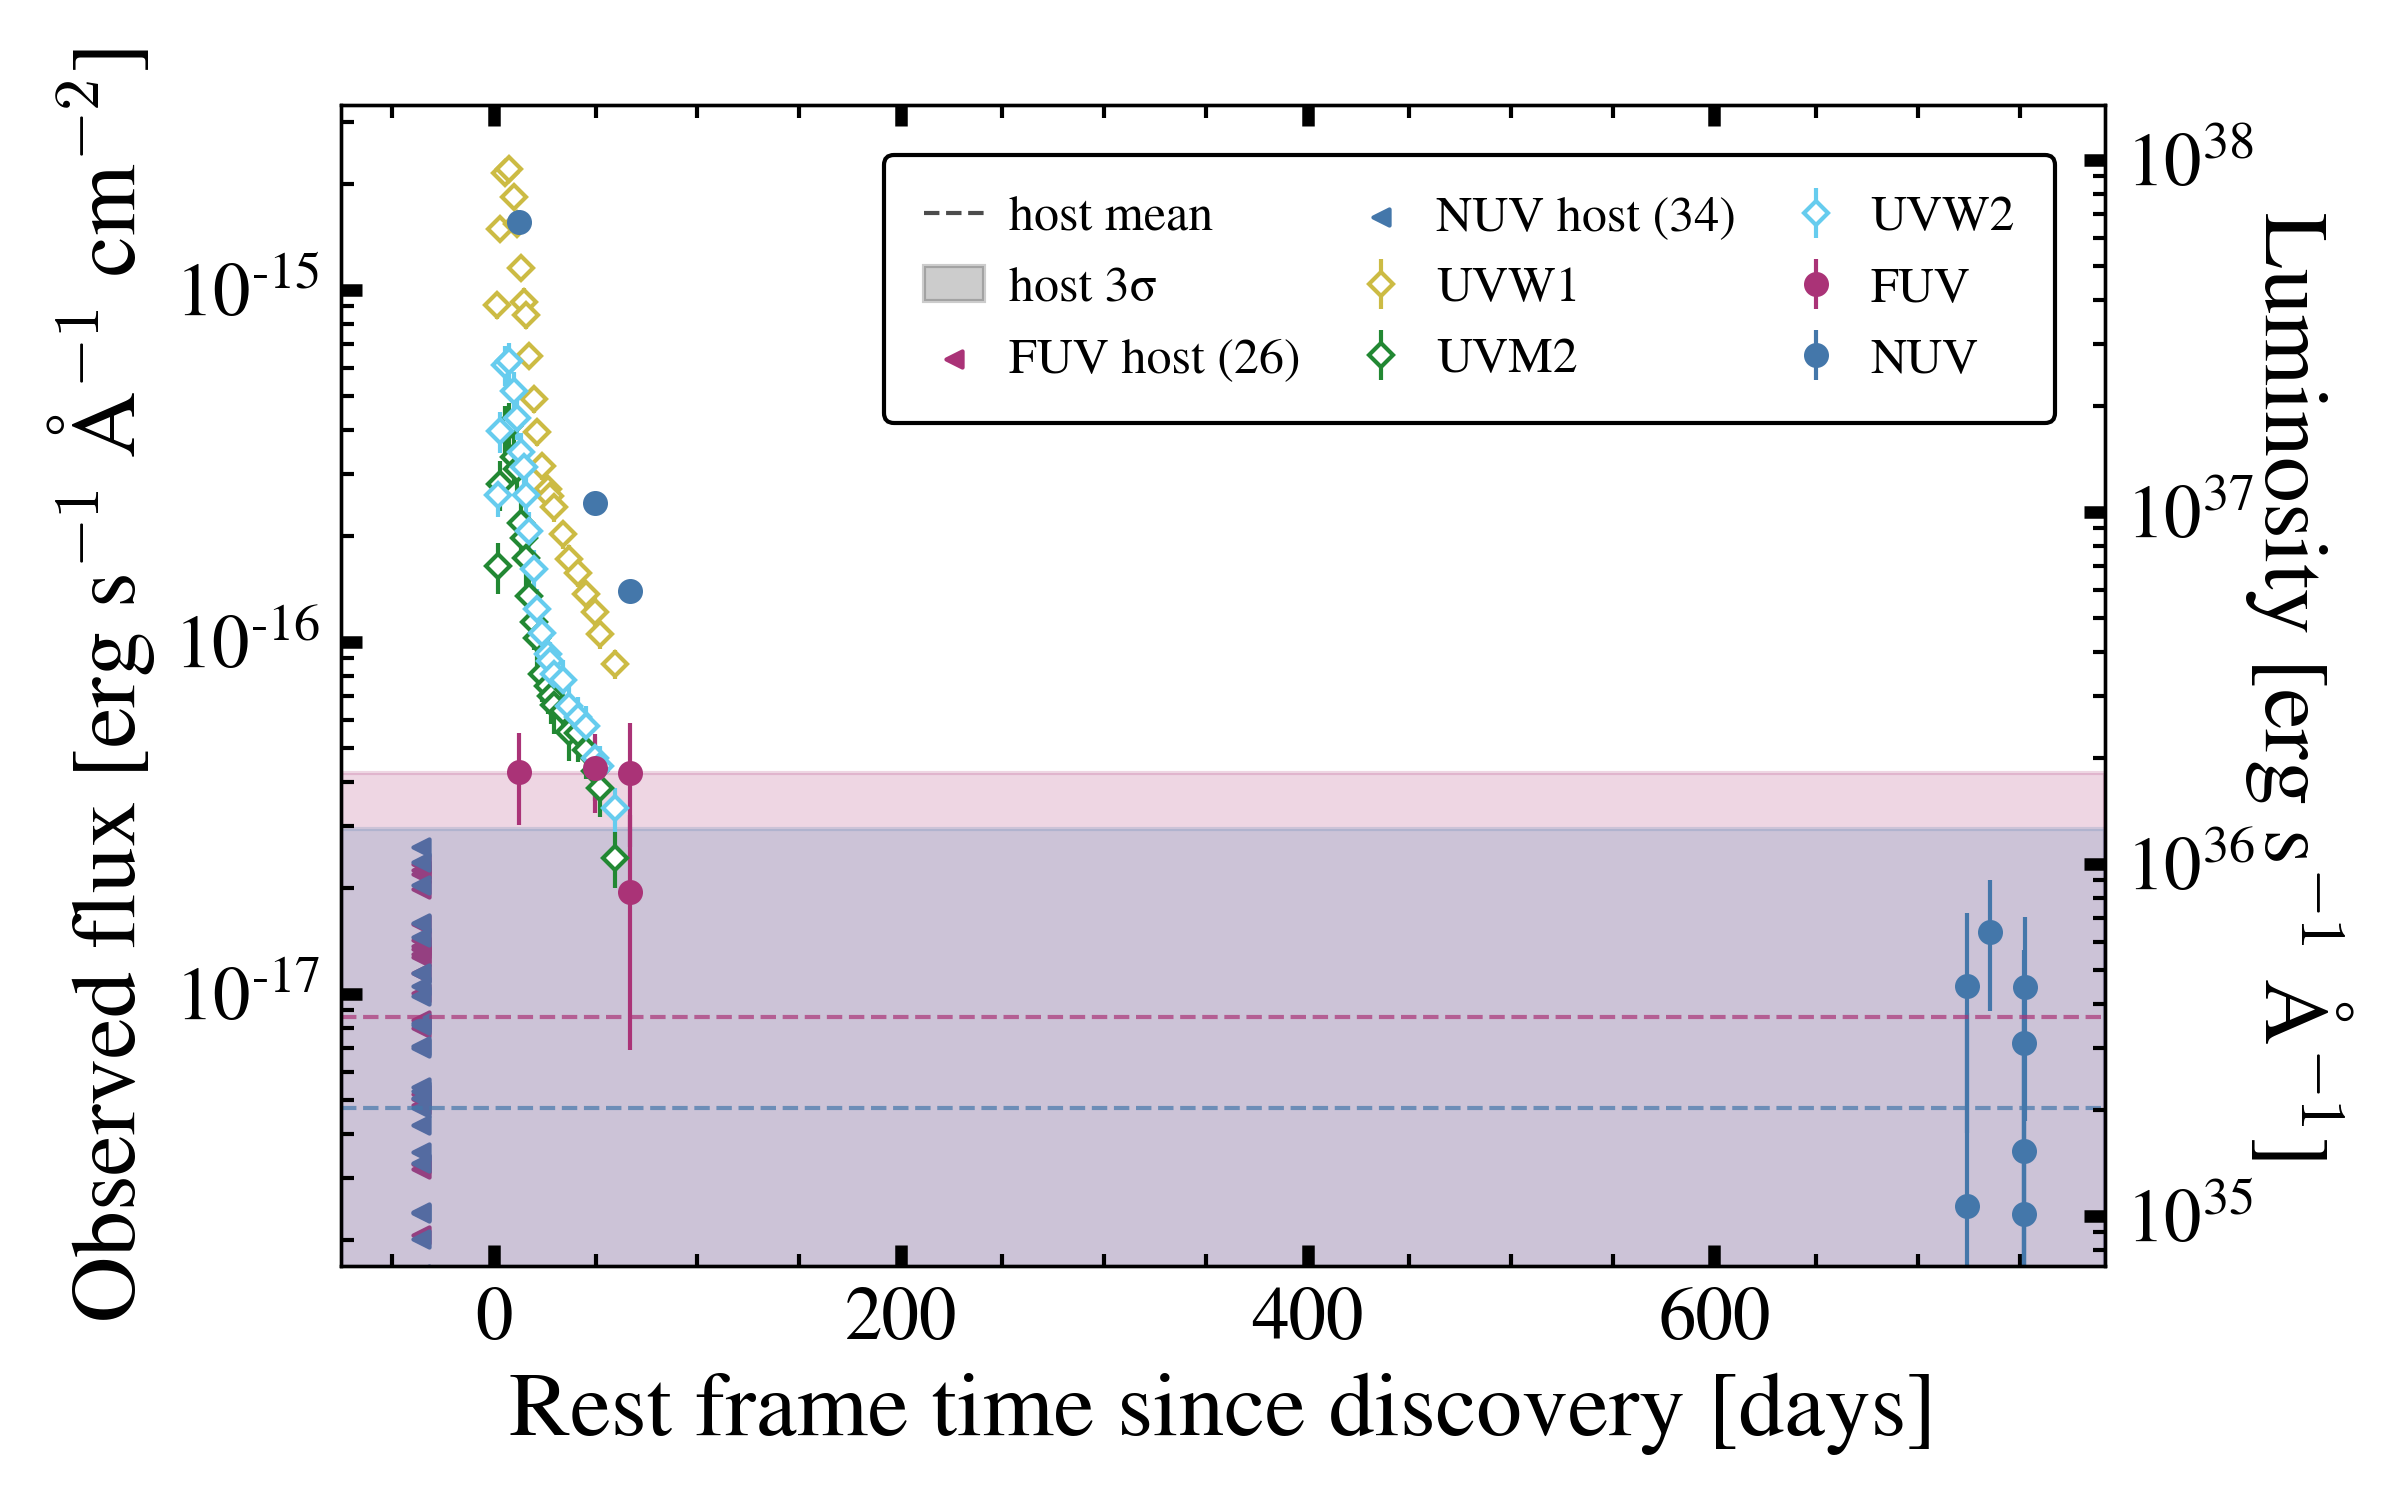 Observed flux [erg s⁻¹ Å⁻¹ cm⁻²]
10⁻¹⁵
10⁻¹⁶
10⁻¹⁷
host mean
host 3σ
FUV host (26)
NUV host (34)
UVW1
UVM2
UVW2
FUV
NUV
10³⁸
10³⁷
10³⁶
10³⁵
Luminosity [erg s⁻¹ Å⁻¹]
0 200 400 600
Rest frame time since discovery [days]